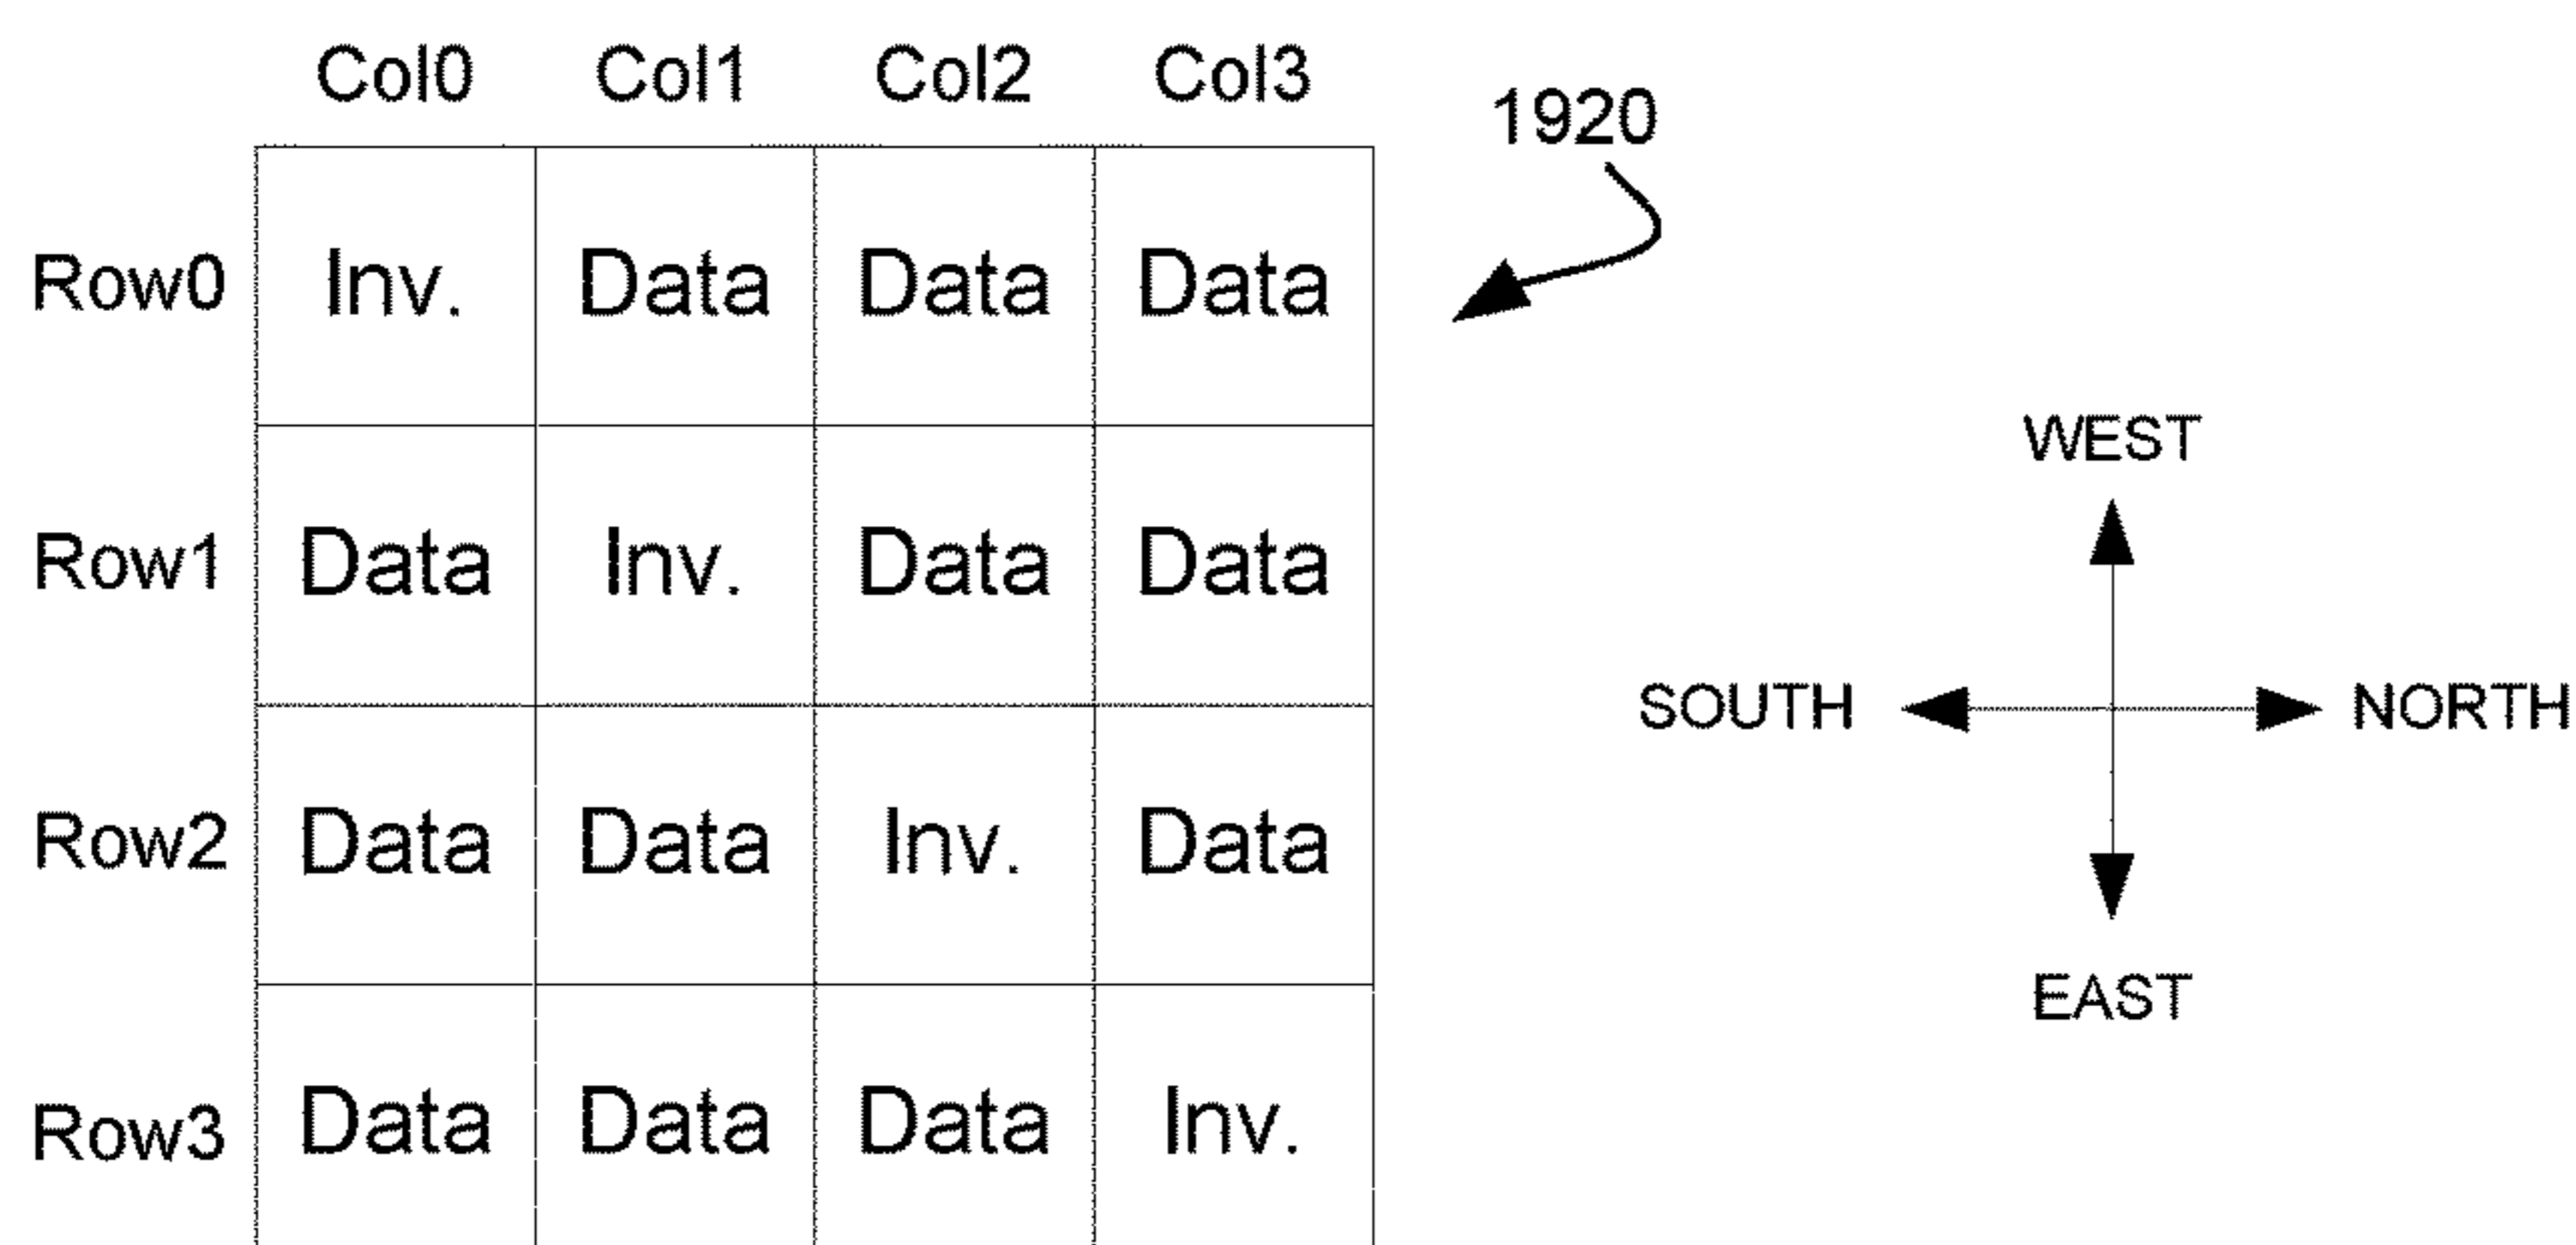 Col0 Col1 Col2 Col3
1920
Row0 Inv. Data Data Data
WEST
Row1 Data Inv. Data Data
SOUTH NORTH
Row2 Data Data Inv. Data
EAST
Row3 Data Data Data Inv.